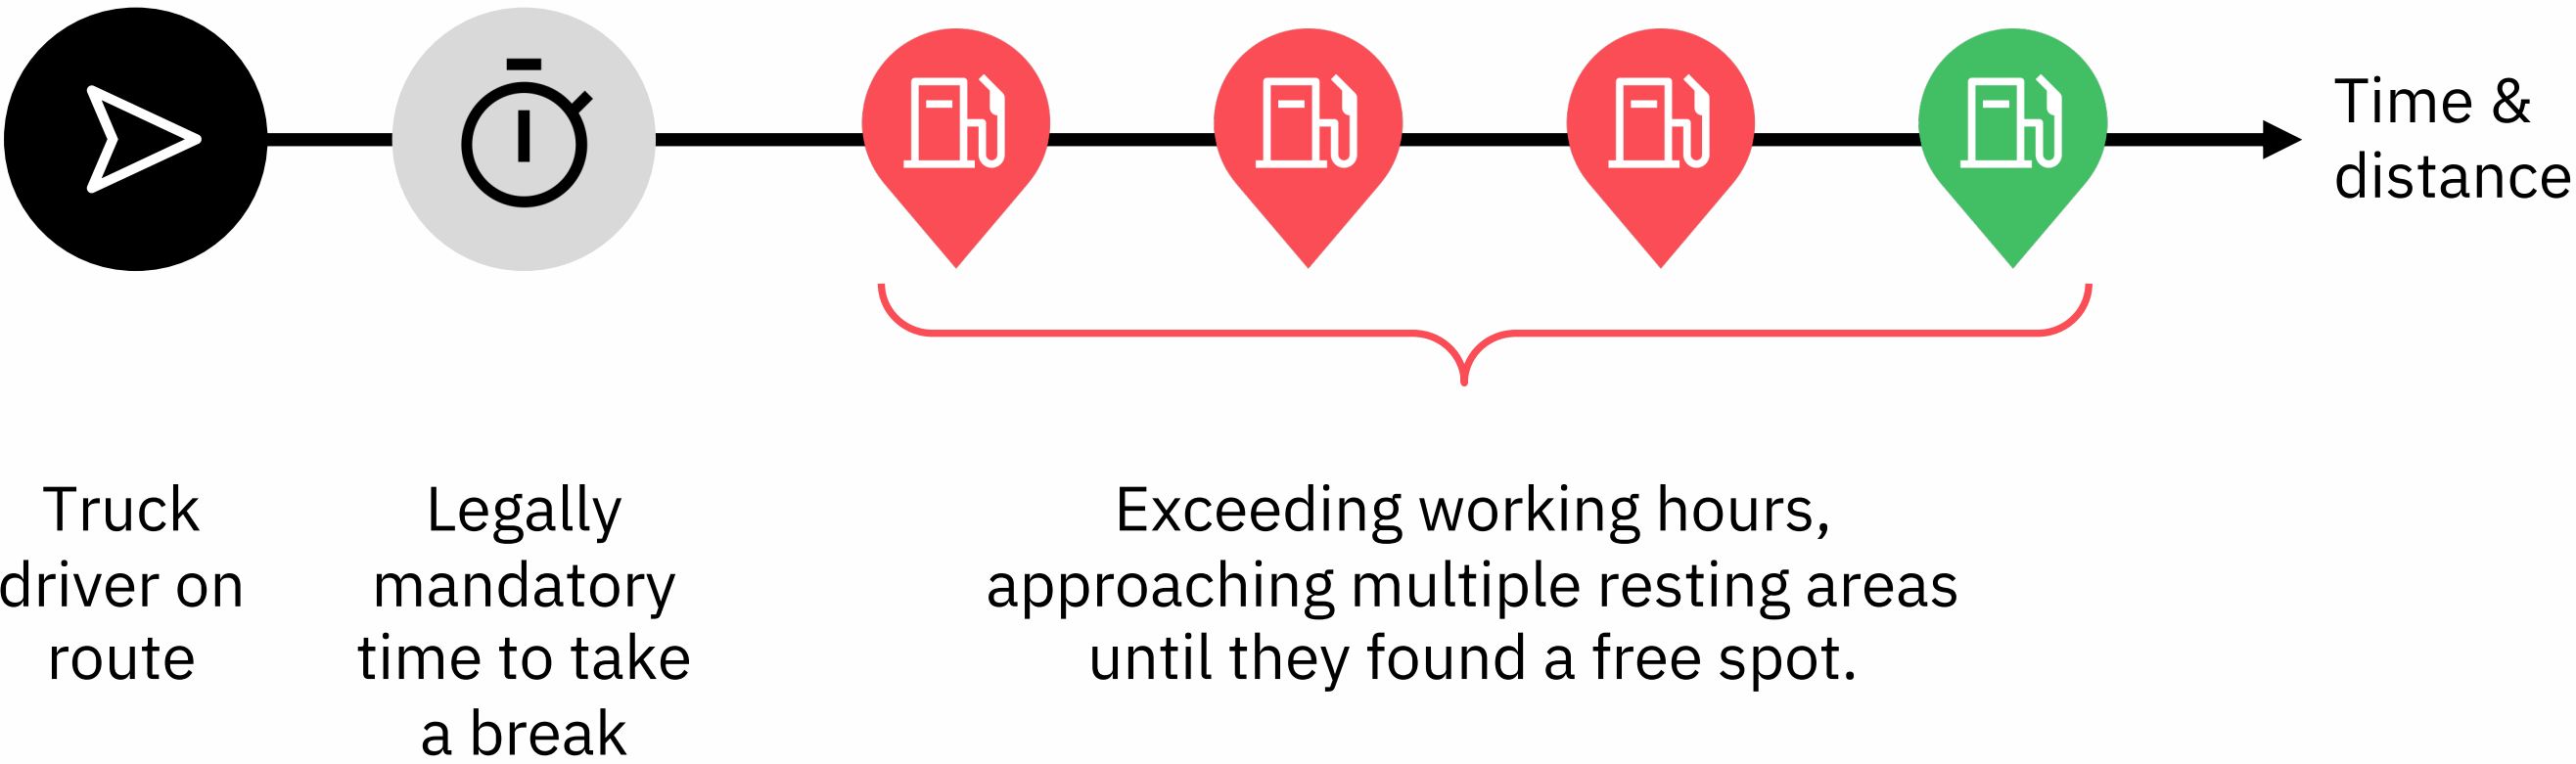 Time &
distance
Truck
driver on
route
Legally
mandatory
time to take
a break
Exceeding working hours,
approaching multiple resting areas
until they found a free spot.